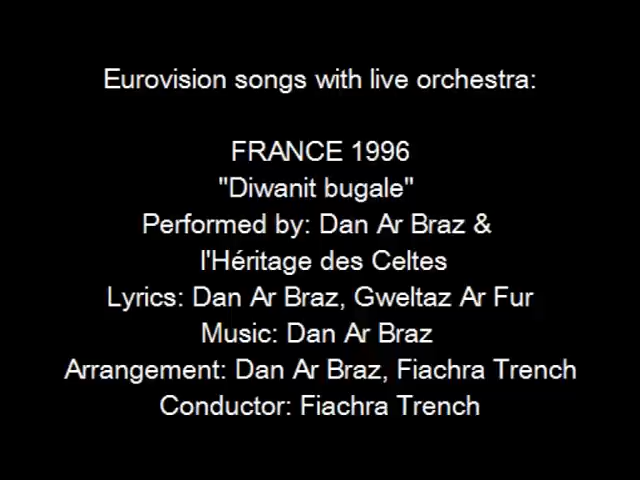 Eurovision songs with live orchestra:
FRANCE 1996
"Diwanit bugale"
Performed by: Dan Ar Braz &
l'Héritage des Celtes
Lyrics: Dan Ar Braz, Gweltaz Ar Fur
Music: Dan Ar Braz
Arrangement: Dan Ar Braz, Fiachra Trench
Conductor: Fiachra Trench